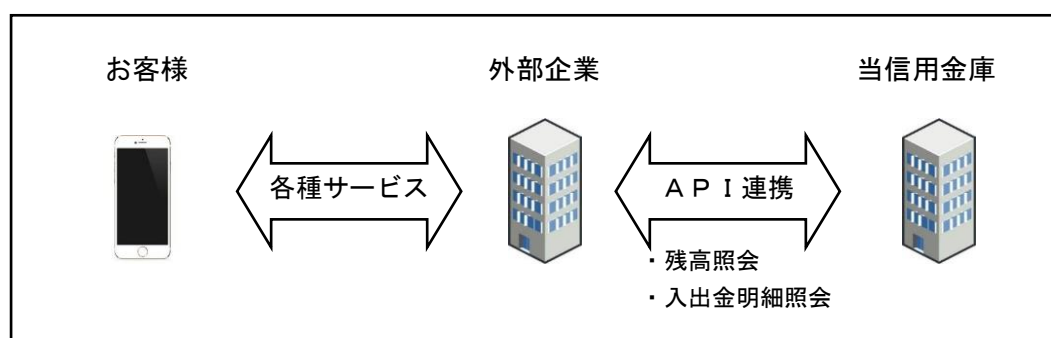 お客様
外部企業
当信用金庫
各種サービス
ＡＰＩ連携
・残高照会
・入出金明細照会